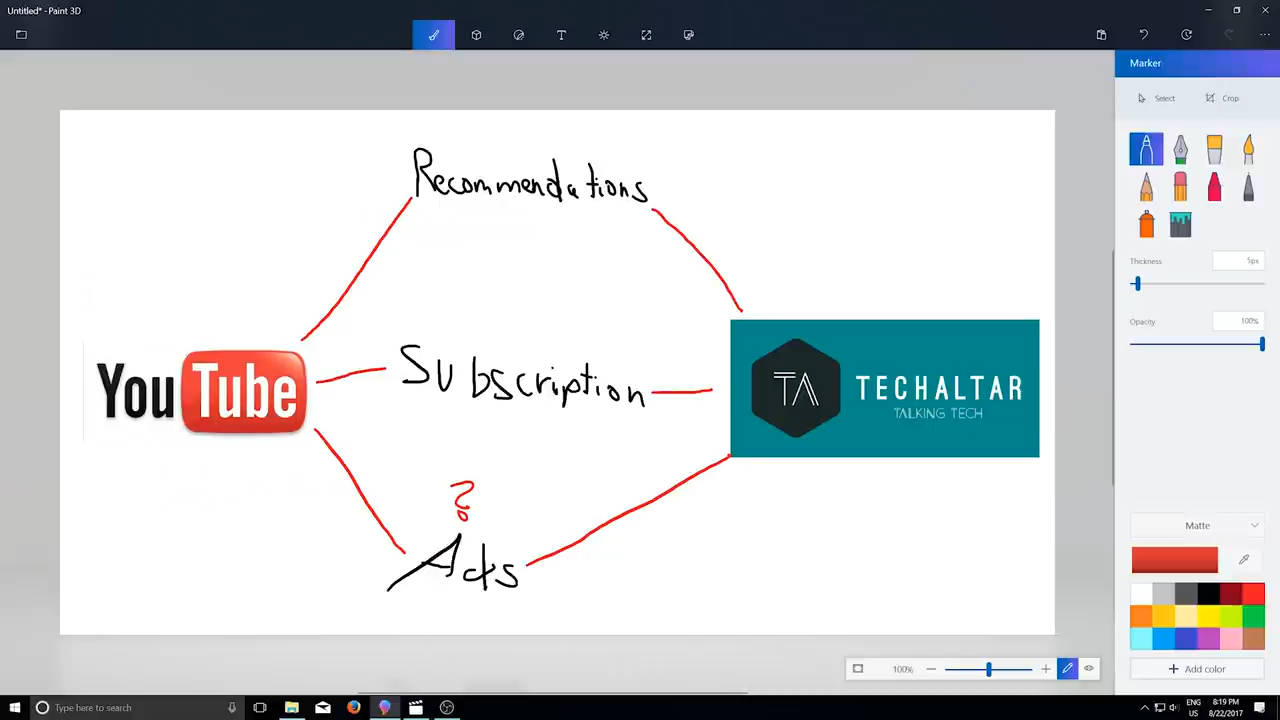 Untitled* - Paint 3D
Marker
Select
Crop
Thickness
5px
Opacity
100%
Recommendations
YouTube
Subscription
TA
TECHALTAR
TALKING TECH
?
Ads
Matte
Add color
100%
Type here to search
ENG
US
8:19 PM
8/22/2017